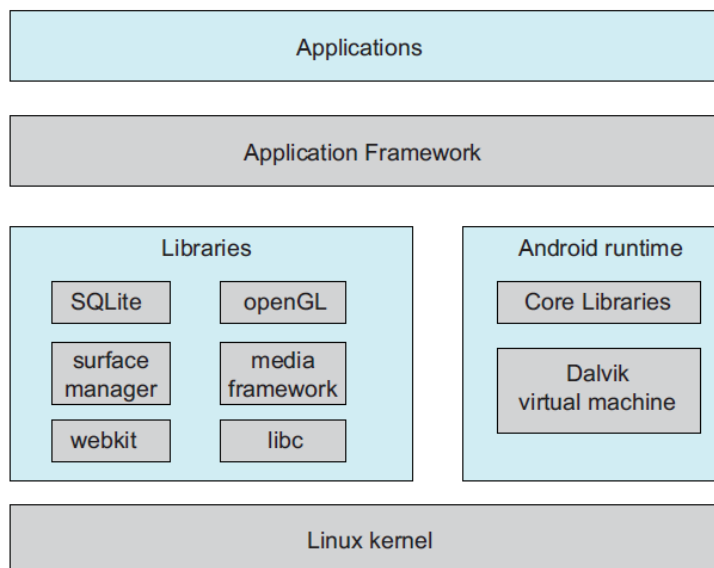 Applications
Application Framework
Libraries
SQLite
openGL
surface
manager
media
framework
webkit
libc
Android runtime
Core Libraries
Dalvik
virtual machine
Linux kernel